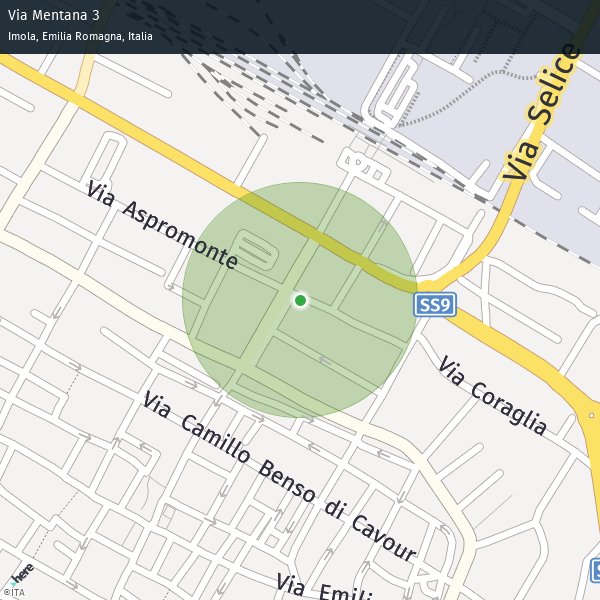 Via Mentana 3
Imola, Emilia Romagna, Italia
Via Selice
Via Aspromonte
SS9
Via Coraglia
Via Camillo Benso di Cavour
Via Emili
here
©ITA